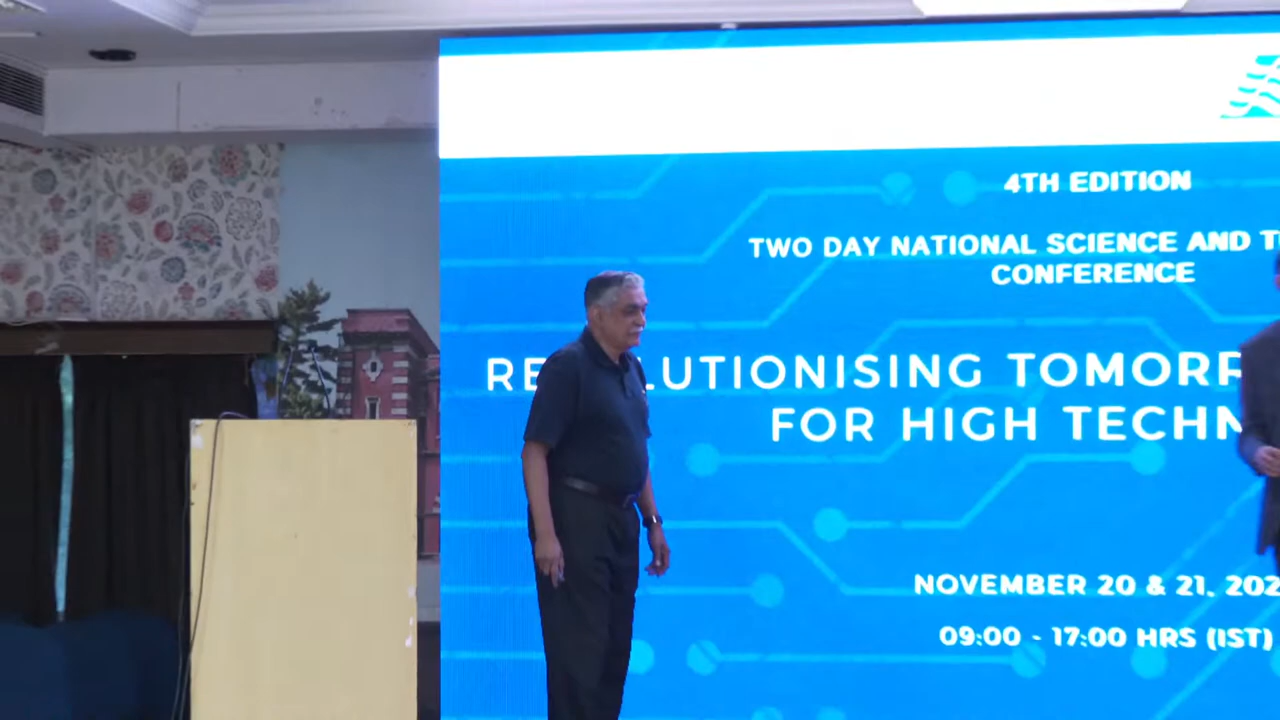 4TH EDITION
TWO DAY NATIONAL SCIENCE AND
CONFERENCE
TOMORR
FOR HIGH TECHN
NOVEMBER 20 & 21, 202
09:00 - 17:00 HRS (IST)